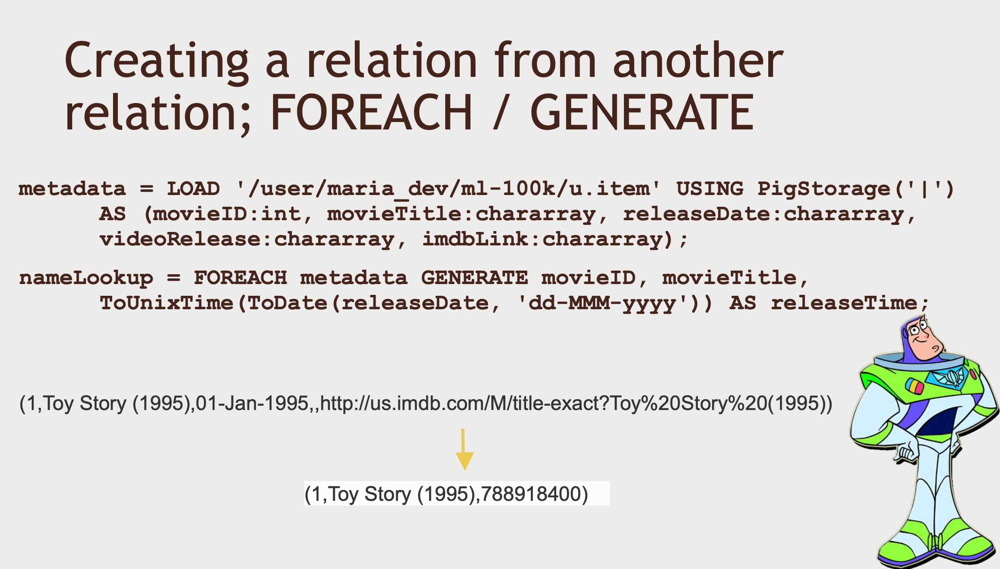 Creating a relation from another
relation; FOREACH / GENERATE
metadata = LOAD '/user/maria_dev/ml-100k/u.item' USING PigStorage('|')
AS (movieID:int, movieTitle:chararray, releaseDate:chararray,
videoRelease:chararray, imdbLink:chararray);
nameLookup = FOREACH metadata GENERATE movieID, movieTitle,
ToUnixTime(ToDate(releaseDate, 'dd-MMM-yyyy')) AS releaseTime;
(1,Toy Story (1995),01-Jan-1995,,http://us.imdb.com/M/title-exact?Toy%20Story%20(1995))
(1,Toy Story (1995),788918400)